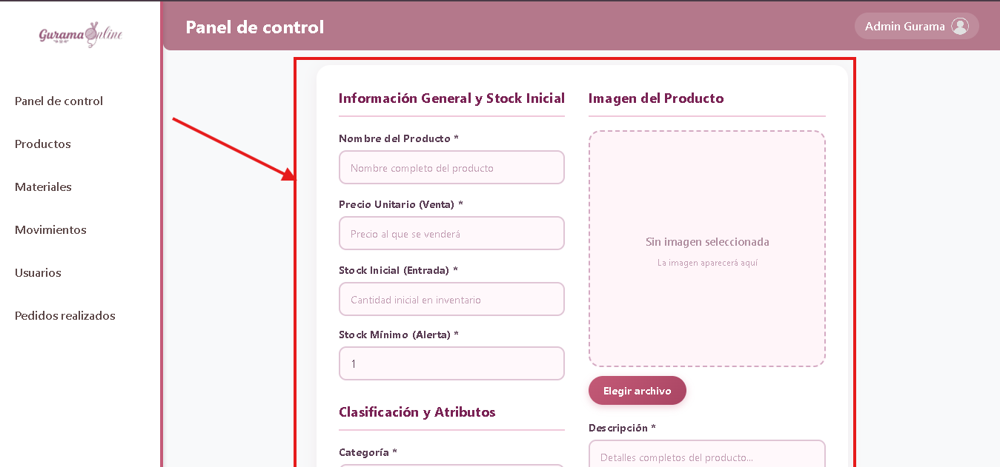 Gurama Online
Panel de control
Admin Gurama
Panel de control
Productos
Materiales
Movimientos
Usuarios
Pedidos realizados
Información General y Stock Inicial
Nombre del Producto *
Nombre completo del producto
Precio Unitario (Venta) *
Precio al que se venderá
Stock Inicial (Entrada) *
Cantidad inicial en inventario
Stock Mínimo (Alerta) *
1
Clasificación y Atributos
Categoría *
Imagen del Producto
Sin imagen seleccionada
La imagen aparecerá aquí
Elegir archivo
Descripción *
Detalles completos del producto...